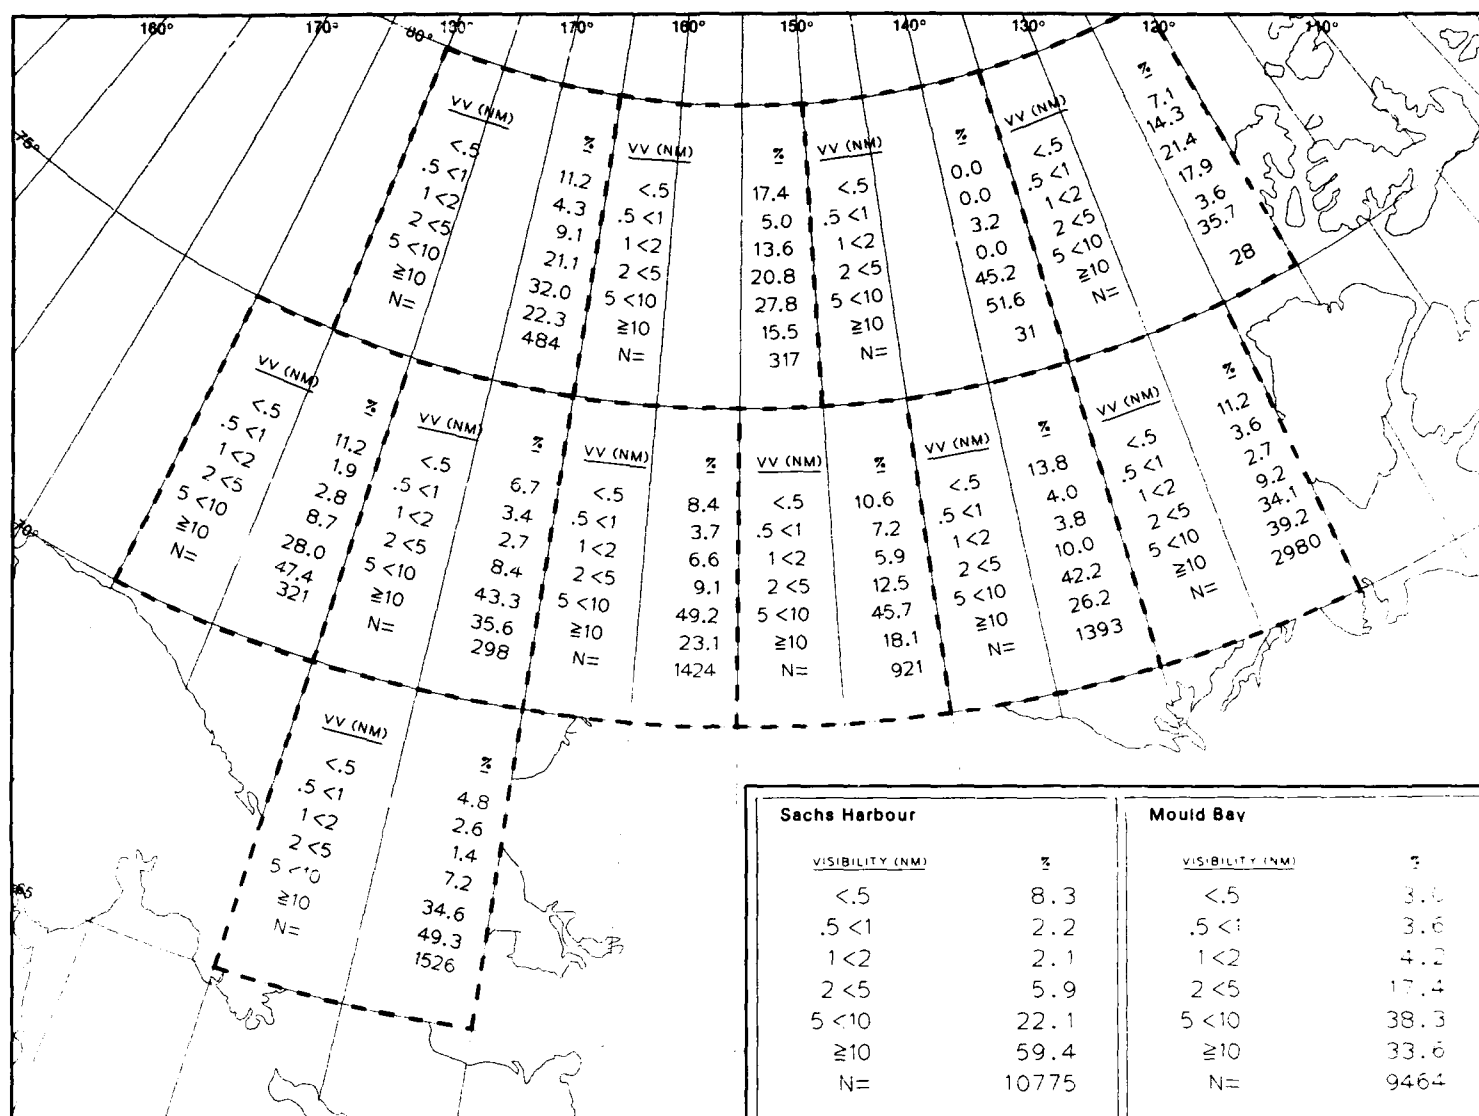 160° 170° 130° 170° 160° 150° 140° 130° 120° 110°
80°
75°
70°
65
VV (NM) %
<.5 11.2
.5 <1 4.3
1 <2 9.1
2 <5 21.1
5 <10 32.0
≥10 22.3
N= 484
VV (NM) %
<.5 17.4
.5 <1 5.0
1 <2 13.6
2 <5 20.8
5 <10 27.8
≥10 15.5
N= 317
VV (NM) %
<.5 0.0
.5 <1 0.0
1 <2 3.2
2 <5 0.0
5 <10 45.2
≥10 51.6
N= 31
VV (NM) %
<.5 7.1
.5 <1 14.3
1 <2 21.4
2 <5 17.9
5 <10 3.6
≥10 35.7
N= 28
VV (NM) %
<.5 11.2
.5 <1 1.9
1 <2 2.8
2 <5 8.7
5 <10 28.0
≥10 47.4
N= 321
VV (NM) %
<.5 6.7
.5 <1 3.4
1 <2 2.7
2 <5 8.4
5 <10 43.3
≥10 35.6
N= 298
VV (NM) %
<.5 8.4
.5 <1 3.7
1 <2 6.6
2 <5 9.1
5 <10 49.2
≥10 23.1
N= 1424
VV (NM) %
<.5 10.6
.5 <1 7.2
1 <2 5.9
2 <5 12.5
5 <10 45.7
≥10 18.1
N= 921
VV (NM) %
<.5 13.8
.5 <1 4.0
1 <2 3.8
2 <5 10.0
5 <10 42.2
≥10 26.2
N= 1393
VV (NM) %
<.5 11.2
.5 <1 3.6
1 <2 2.7
2 <5 9.2
5 <10 34.1
≥10 39.2
N= 2980
VV (NM) %
<.5 4.8
.5 <1 2.6
1 <2 1.4
2 <5 7.2
5 <10 34.6
≥10 49.3
N= 1526
Sachs Harbour
VISIBILITY (NM) %
<.5 8.3
.5 <1 2.2
1 <2 2.1
2 <5 5.9
5 <10 22.1
≥10 59.4
N= 10775
Mould Bay
VISIBILITY (NM) %
<.5
.5 <1 3.6
1 <2 4.2
2 <5 17.4
5 <10 38.3
≥10 33.6
N= 9464